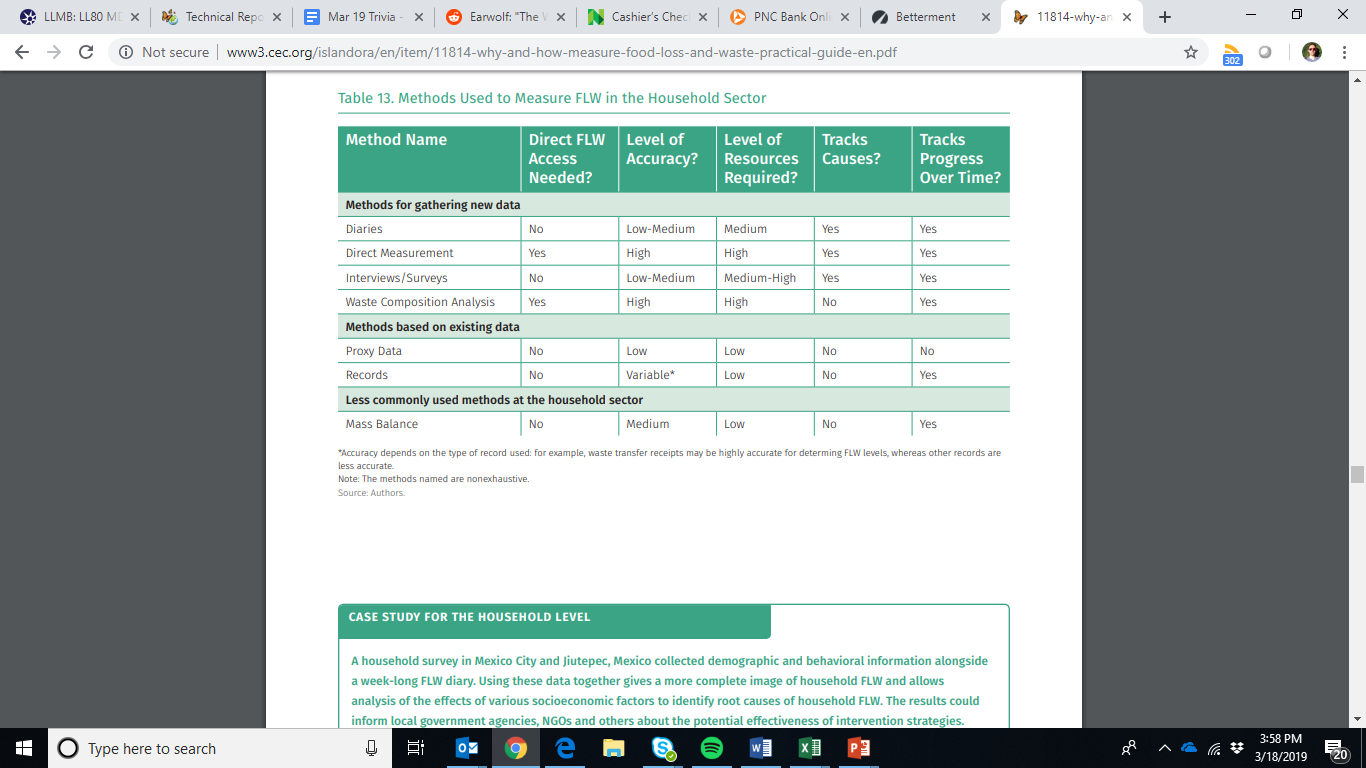 LLMB: LL80 M
Technical Repo
Mar 19 Trivia -
Earwolf: "The
Cashier's Chec
PNC Bank Onli
Betterment
11814-why-an
Not secure | www3.cec.org/islandora/en/item/11814-why-and-how-measure-food-loss-and-waste-practical-guide-en.pdf
302
Table 13. Methods Used to Measure FLW in the Household Sector
Method Name Direct FLW Access Needed? Level of Accuracy? Level of Resources Required? Tracks Causes? Tracks Progress Over Time?
Methods for gathering new data
Diaries No Low-Medium Medium Yes Yes
Direct Measurement Yes High High Yes Yes
Interviews/Surveys No Low-Medium Medium-High Yes Yes
Waste Composition Analysis Yes High High No Yes
Methods based on existing data
Proxy Data No Low Low No No
Records No Variable* Low No Yes
Less commonly used methods at the household sector
Mass Balance No Medium Low No Yes
*Accuracy depends on the type of record used: for example, waste transfer receipts may be highly accurate for determing FLW levels, whereas other records are
less accurate.
Note: The methods named are nonexhaustive.
Source: Authors.
CASE STUDY FOR THE HOUSEHOLD LEVEL
A household survey in Mexico City and Jiutepec, Mexico collected demographic and behavioral information alongside
a week-long FLW diary. Using these data together gives a more complete image of household FLW and allows
analysis of the effects of various socioeconomic factors to identify root causes of household FLW. The results could
inform local government agencies, NGOs and others about the potential effectiveness of intervention strategies.
Type here to search
3:58 PM
3/18/2019
20